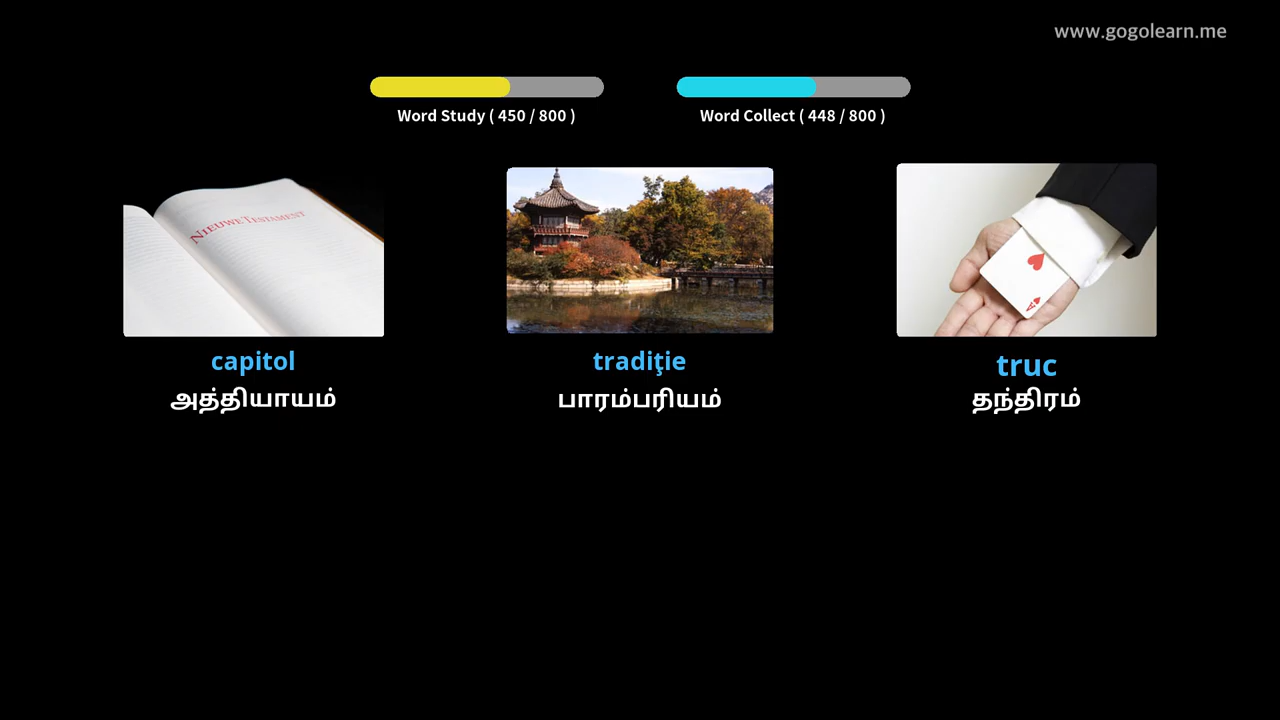 www.gogolearn.me
Word Study ( 450 / 800 )
Word Collect ( 448 / 800 )
NIEUWE TESTAMENT
A
capitol
tradiţie
truc
அத்தியாயம்
பாரம்பரியம்
தந்திரம்